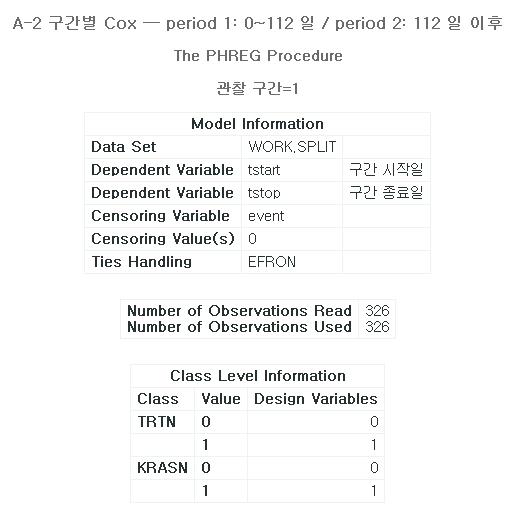 A-2 구간별 Cox — period 1: 0~112 일 / period 2: 112 일 이후
The PHREG Procedure
관찰 구간=1
Model Information
Data Set WORK.SPLIT
Dependent Variable tstart 구간 시작일
Dependent Variable tstop 구간 종료일
Censoring Variable event
Censoring Value(s) 0
Ties Handling EFRON
Number of Observations Read 326
Number of Observations Used 326
Class Level Information
Class Value Design Variables
TRTN 0 0
1 1
KRASN 0 0
1 1